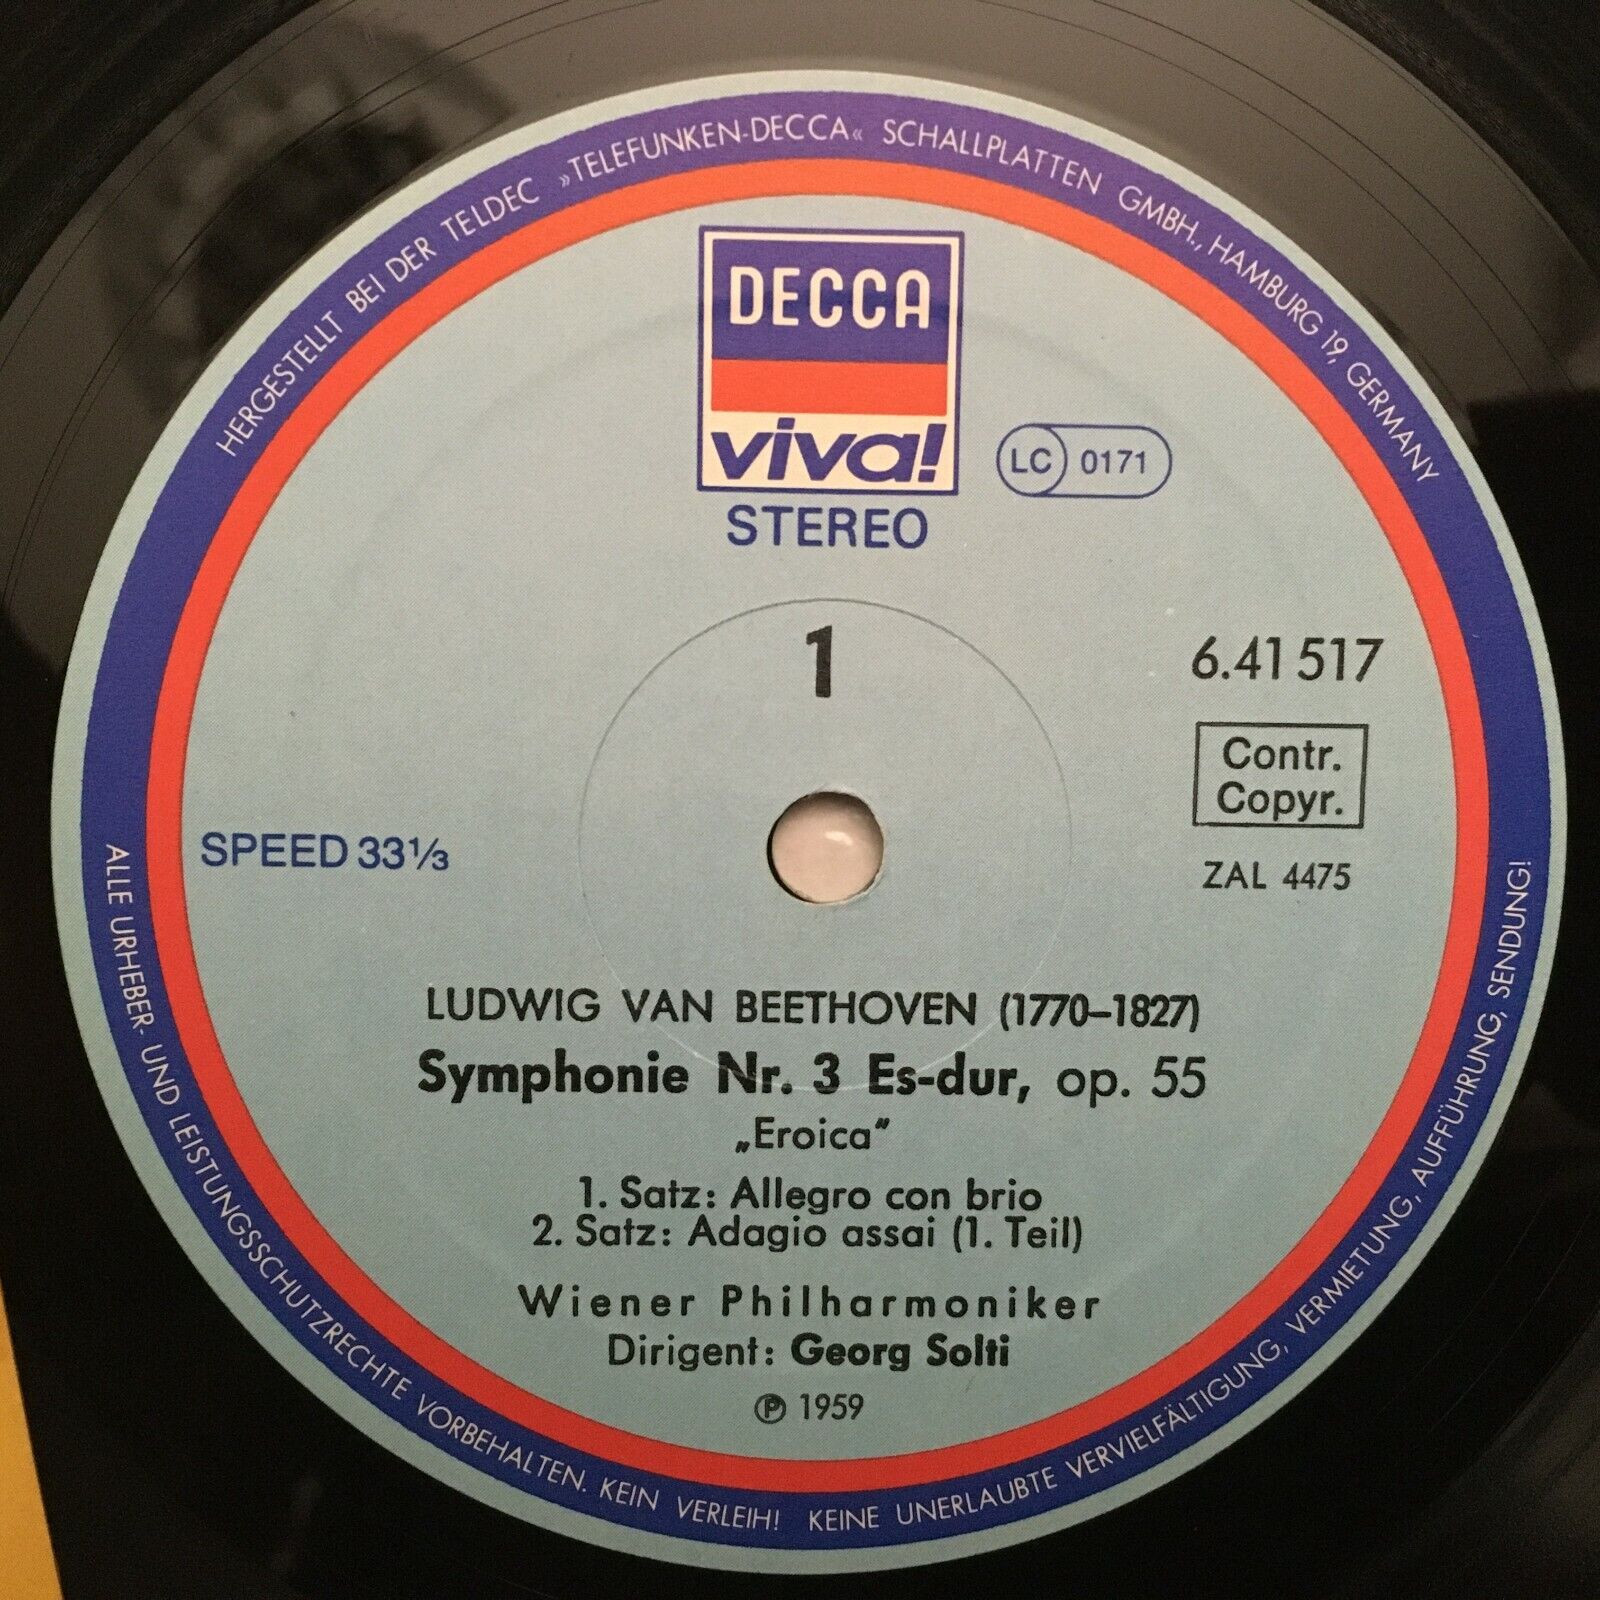 HERGESTELLT BEI DER TELDEC »TELEFUNKEN-DECCA« SCHALLPLATTEN GMBH., HAMBURG 19, GERMANY
DECCA
viva!
STEREO
LC 0171
1
6.41 517
Contr.
Copyr.
SPEED 33⅓
ZAL 4475
LUDWIG VAN BEETHOVEN (1770–1827)
Symphonie Nr. 3 Es-dur, op. 55
„Eroica“
1. Satz: Allegro con brio
2. Satz: Adagio assai (1. Teil)
Wiener Philharmoniker
Dirigent: Georg Solti
℗ 1959
ALLE URHEBER- UND LEISTUNGSSCHUTZRECHTE VORBEHALTEN. KEIN VERLEIH! KEINE UNERLAUBTE VERVIELFÄLTIGUNG, VERMIETUNG, AUFFÜHRUNG, SENDUNG!